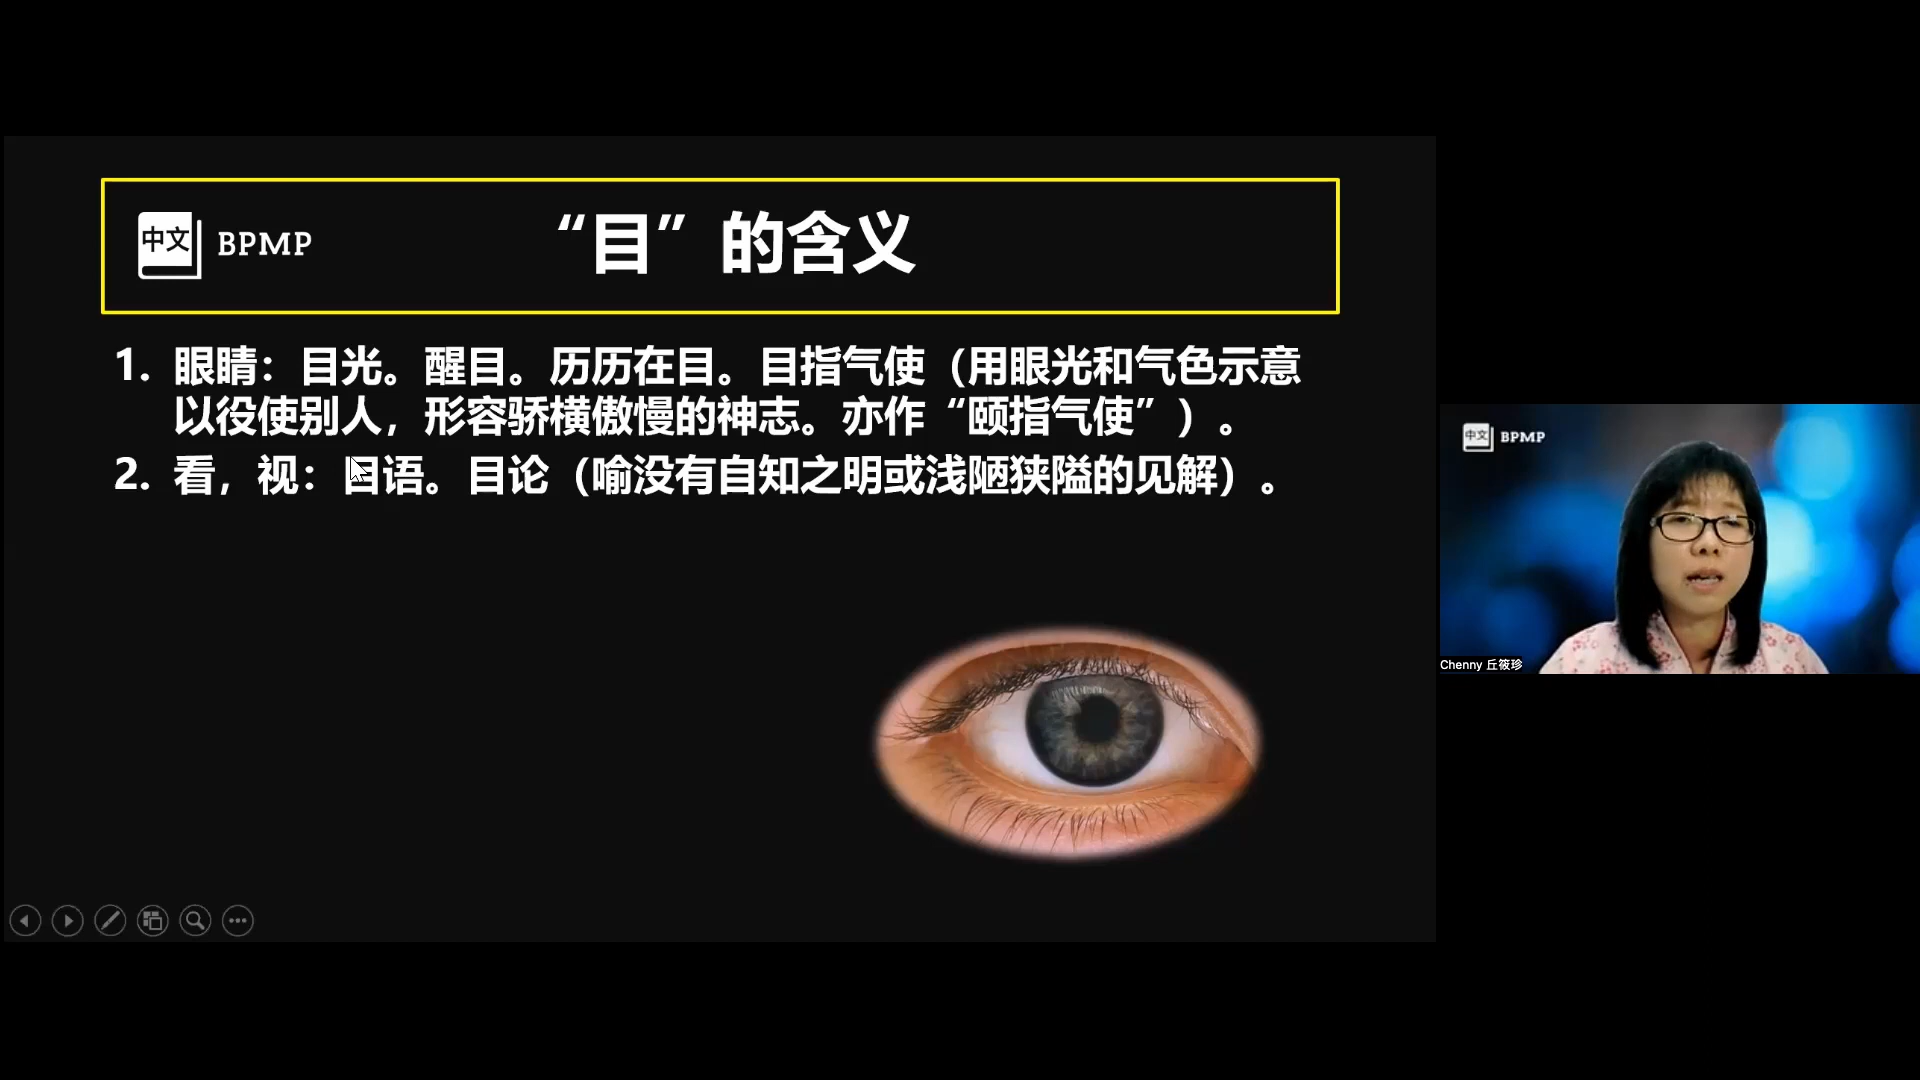 中文 BPMP
“目”的含义
1. 眼睛：目光。醒目。历历在目。目指气使（用眼光和气色示意
以役使别人，形容骄横傲慢的神志。亦作“颐指气使”）。
2. 看，视：目语。目论（喻没有自知之明或浅陋狭隘的见解）。
中文 BPMP
Chenny 丘筱珍